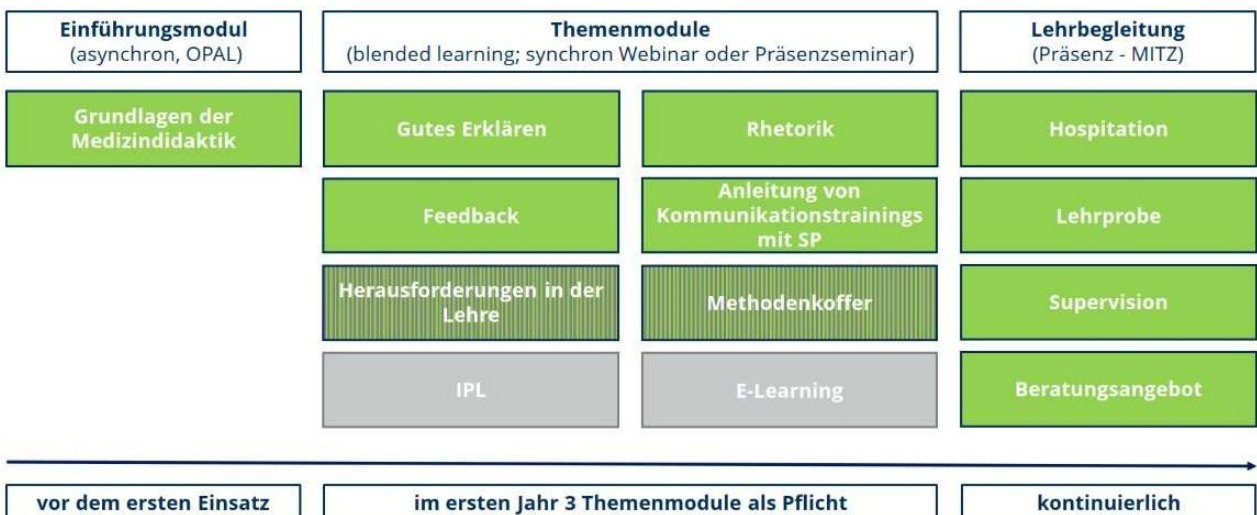 Einführungsmodul
(asynchron, OPAL)
Themenmodule
(blended learning; synchron Webinar oder Präsenzseminar)
Lehrbegleitung
(Präsenz - MITZ)
Grundlagen der
Medizindidaktik
Gutes Erklären
Rhetorik
Hospitation
Feedback
Anleitung von
Kommunikationstrainings
mit SP
Lehrprobe
Herausforderungen in der
Lehre
Methodenkoffer
Supervision
IPL
E-Learning
Beratungsangebot
vor dem ersten Einsatz
im ersten Jahr 3 Themenmodule als Pflicht
kontinuierlich